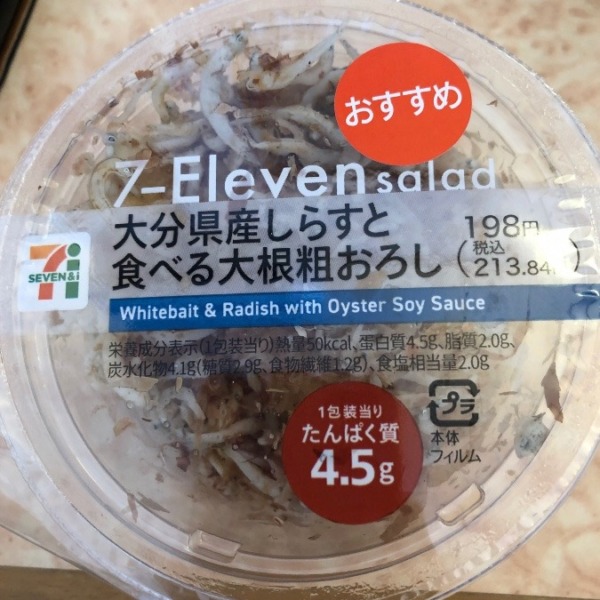 おすすめ
7-Eleven salad
大分県産しらすと
食べる大根粗おろし
198円
(税込
213.84
SEVEN&i
Whitebait & Radish with Oyster Soy Sauce
栄養成分表示(1包装当り)熱量50kcal、蛋白質4.5g、脂質2.0g、
炭水化物4.1g(糖質2.9g、食物繊維1.2g)、食塩相当量2.0g
1包装当り
たんぱく質
4.5g
プラ
本体
フィルム